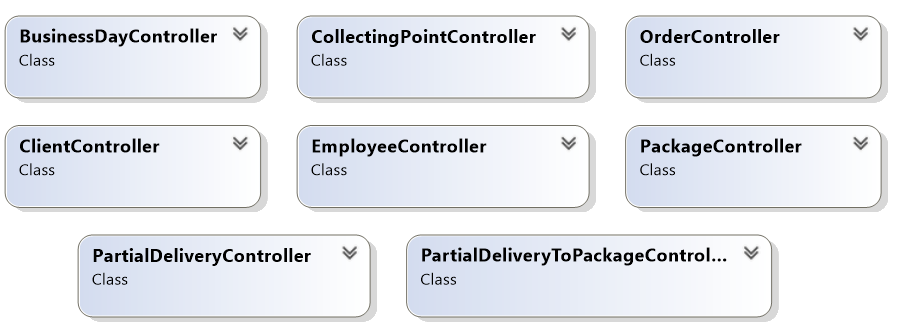 BusinessDayController
Class
CollectingPointController
Class
OrderController
Class
ClientController
Class
EmployeeController
Class
PackageController
Class
PartialDeliveryController
Class
PartialDeliveryToPackageControl...
Class